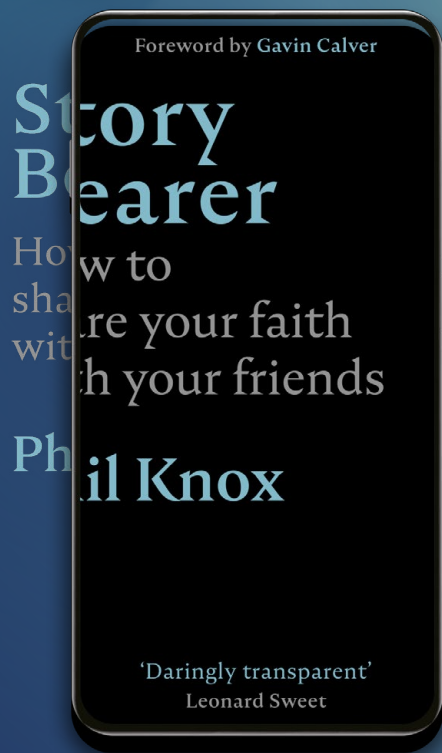 Foreword by Gavin Calver
Story
Bearer
How to
share your faith
with your friends
Phil Knox
‘Daringly transparent’
Leonard Sweet